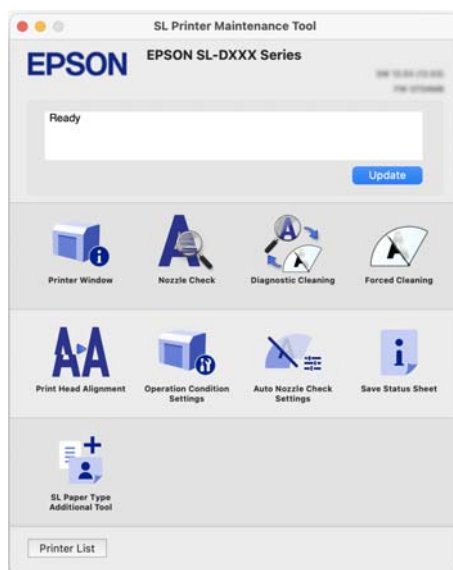 SL Printer Maintenance Tool
EPSON
EPSON SL-DXXX Series
Ready
Update
Printer Window
Nozzle Check
Diagnostic Cleaning
Forced Cleaning
Print Head Alignment
Operation Condition
Settings
Auto Nozzle Check
Settings
Save Status Sheet
SL Paper Type
Additional Tool
Printer List